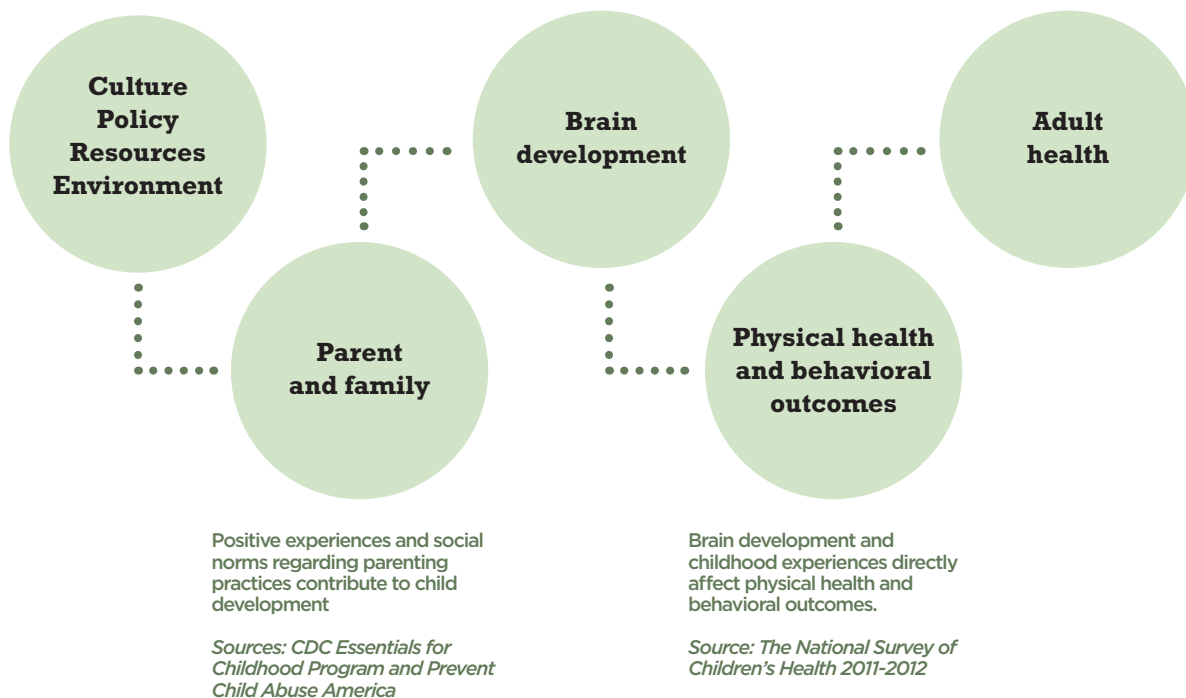 Culture
Policy
Resources
Environment
Parent
and family
Brain
development
Physical health
and behavioral
outcomes
Adult
health
Positive experiences and social
norms regarding parenting
practices contribute to child
development
Sources: CDC Essentials for
Childhood Program and Prevent
Child Abuse America
Brain development and
childhood experiences directly
affect physical health and
behavioral outcomes.
Source: The National Survey of
Children’s Health 2011-2012